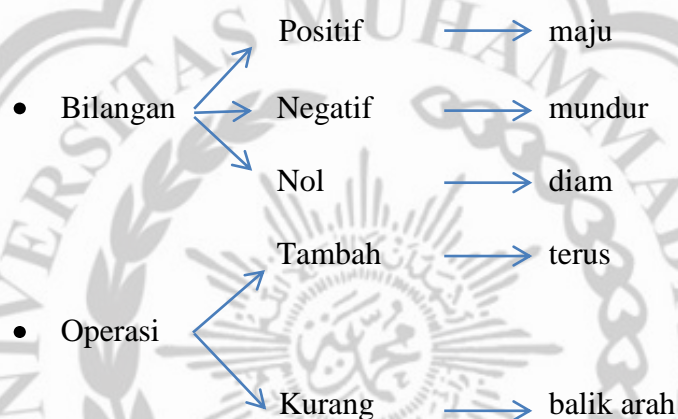 Positif maju
• Bilangan Negatif mundur
Nol diam
Tambah terus
• Operasi
Kurang balik arah